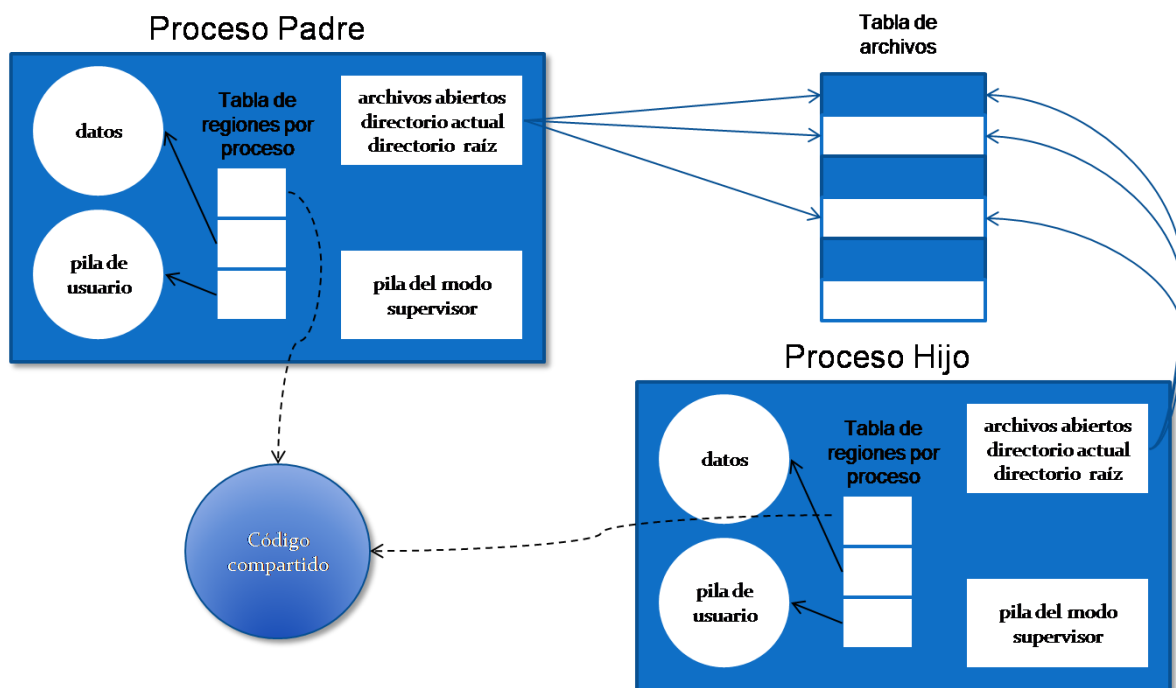 Proceso Padre
datos
Tabla de
regiones por
proceso
archivos abiertos
directorio actual
directorio raíz
pila de
usuario
pila del modo
supervisor
Tabla de
archivos
Código
compartido
Proceso Hijo
datos
Tabla de
regiones por
proceso
archivos abiertos
directorio actual
directorio raíz
pila de
usuario
pila del modo
supervisor